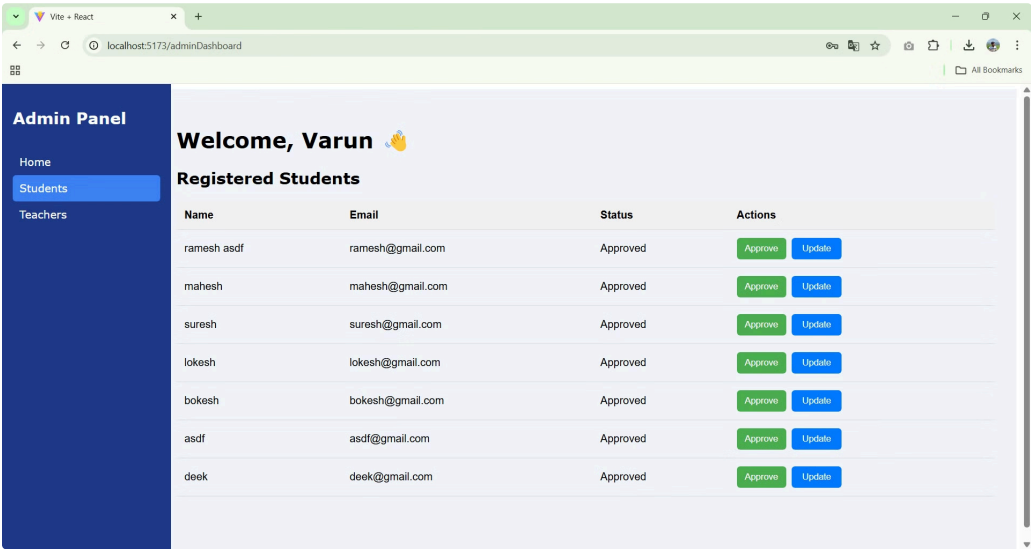 Vite + React
localhost:5173/adminDashboard
All Bookmarks
Admin Panel
Home
Students
Teachers
Welcome, Varun 👋
Registered Students
Name Email Status Actions
ramesh asdf ramesh@gmail.com Approved Approve Update
mahesh mahesh@gmail.com Approved Approve Update
suresh suresh@gmail.com Approved Approve Update
lokesh lokesh@gmail.com Approved Approve Update
bokesh bokesh@gmail.com Approved Approve Update
asdf asdf@gmail.com Approved Approve Update
deek deek@gmail.com Approved Approve Update